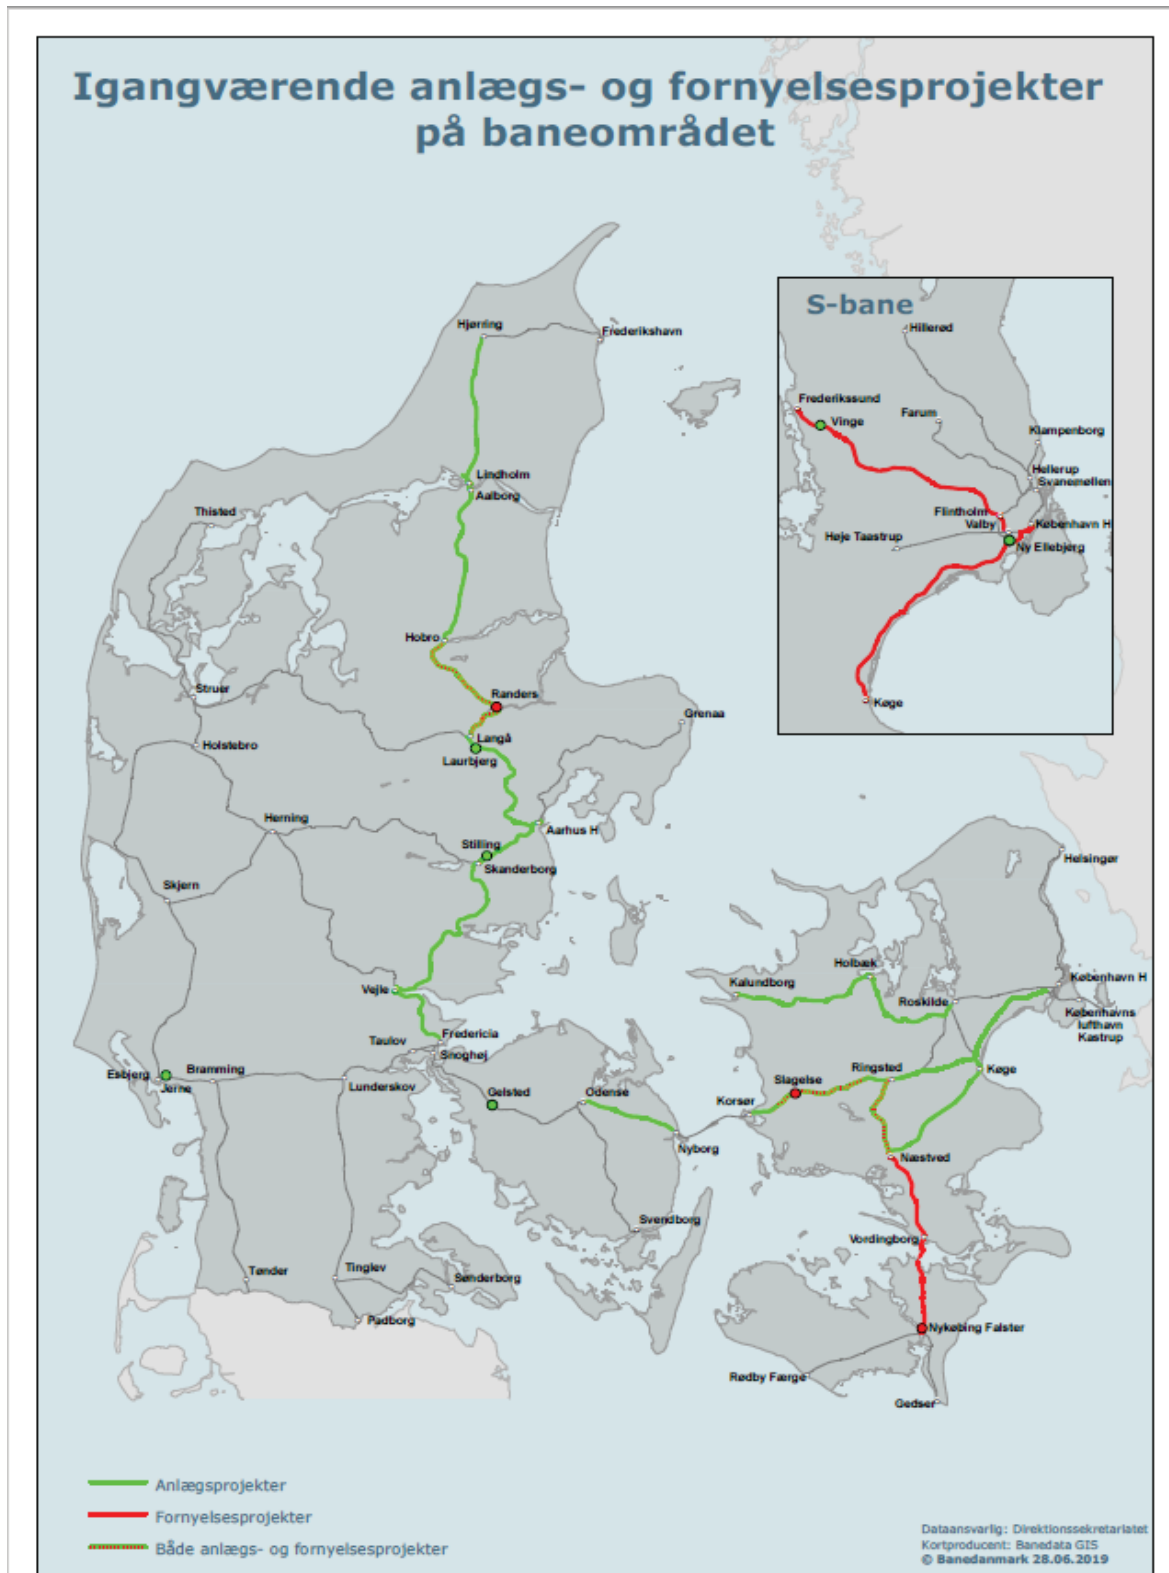 Igangværende anlægs- og fornyelsesprojekter
på baneområdet
S-bane
Hillerød
Frederikssund
Vinge
Farum
Klampenborg
Hellerup
Svanemøllen
Flintholm
Valby
København H
Høje Taastrup
Ny Ellebjerg
Køge
Hjørring
Frederikshavn
Lindholm
Aalborg
Thisted
Hobro
Struer
Randers
Grenaa
Holstebro
Langå
Laurbjerg
Herning
Aarhus H
Stilling
Skanderborg
Skjern
Helsingør
Holbæk
Kalundborg
København H
Vejle
Roskilde
Københavns
lufthavn
Kastrup
Fredericia
Taulov
Snoghøj
Esbjerg
Bramming
Jerne
Lunderskov
Gelsted
Odense
Slagelse
Ringsted
Køge
Korsør
Nyborg
Næstved
Svendborg
Vordingborg
Tønder
Tinglev
Sønderborg
Padborg
Nykøbing Falster
Rødby Færge
Gedser
Anlægsprojekter
Fornyelsesprojekter
Både anlægs- og fornyelsesprojekter
Dataansvarlig: Direktionssekretariatet
Kortproducent: Banedata GIS
© Banedanmark 28.06.2019